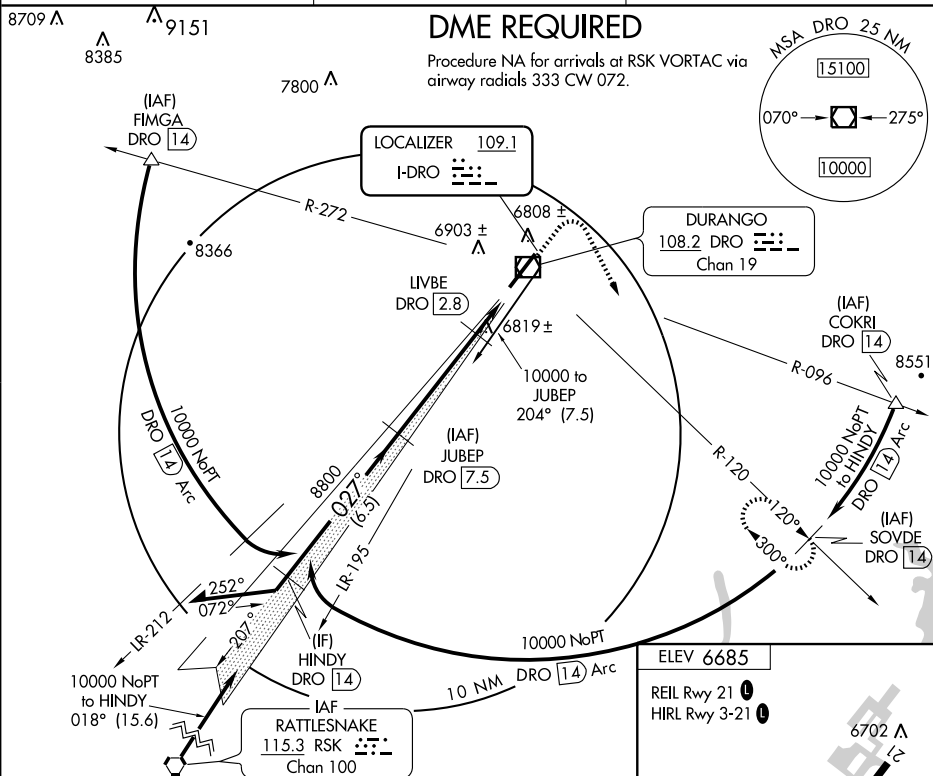 8709
8385
9151
7800
DME REQUIRED
Procedure NA for arrivals at RSK VORTAC via
airway radials 333 CW 072.
MSA DRO 25 NM
15100
070°
275°
10000
(IAF)
FIMGA
DRO 14
LOCALIZER 109.1
I-DRO
R-272
6903 ±
6808 ±
8366
DURANGO
108.2 DRO
Chan 19
LIVBE
DRO 2.8
6819 ±
10000 to
JUBEP
204° (7.5)
(IAF)
COKRI
DRO 14
8551
R-096
10000 NoPT
DRO 14 Arc
(IAF)
JUBEP
DRO 7.5
R-120
10000 NoPT
to HINDY
DRO 14 Arc
8800
027°
(6.5)
120°
300°
(IAF)
SOVDE
DRO 14
LR-195
252°
072°
LR-212
207°
(IF)
HINDY
DRO 14
10000 NoPT
DRO 14 Arc
10 NM
10000 NoPT
to HINDY
018° (15.6)
IAF
RATTLESNAKE
115.3 RSK
Chan 100
ELEV 6685
REIL Rwy 21 L
HIRL Rwy 3-21 L
6702
21